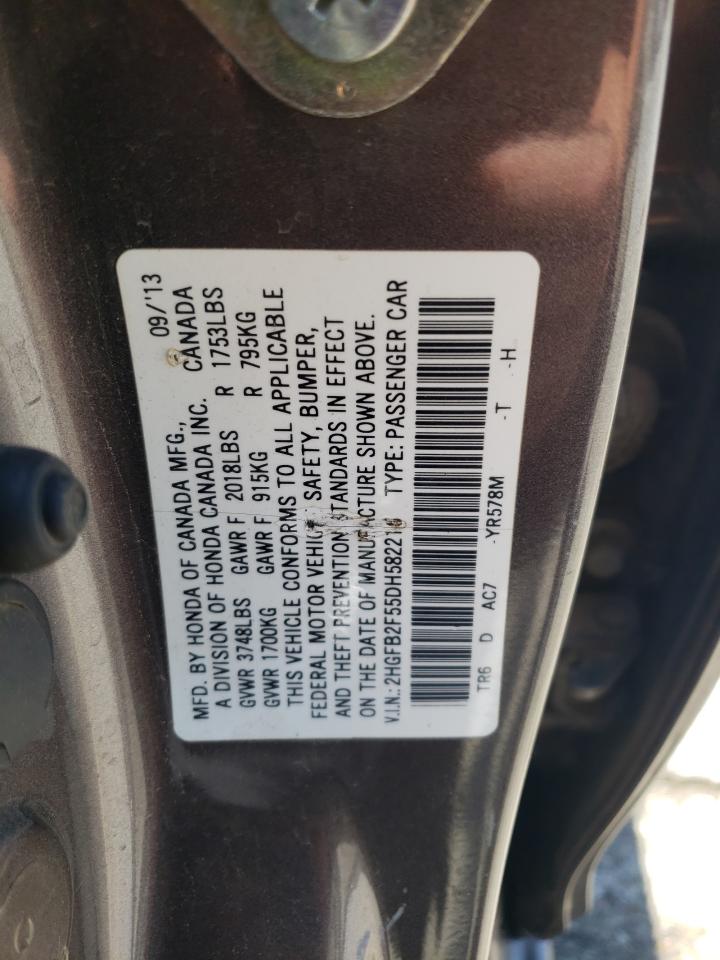 MFD. BY HONDA OF CANADA MFG., 09/'13
A DIVISION OF HONDA CANADA INC. CANADA
GVWR 3748LBS GAWR F 2018LBS R 1753LBS
GVWR 1700KG GAWR F 915KG R 795KG
THIS VEHICLE CONFORMS TO ALL APPLICABLE
FEDERAL MOTOR VEHICLE SAFETY, BUMPER,
AND THEFT PREVENTION STANDARDS IN EFFECT
ON THE DATE OF MANUFACTURE SHOWN ABOVE.
V.I.N.: TYPE: PASSENGER CAR
TR6 D AC7 -YR578M -T -H